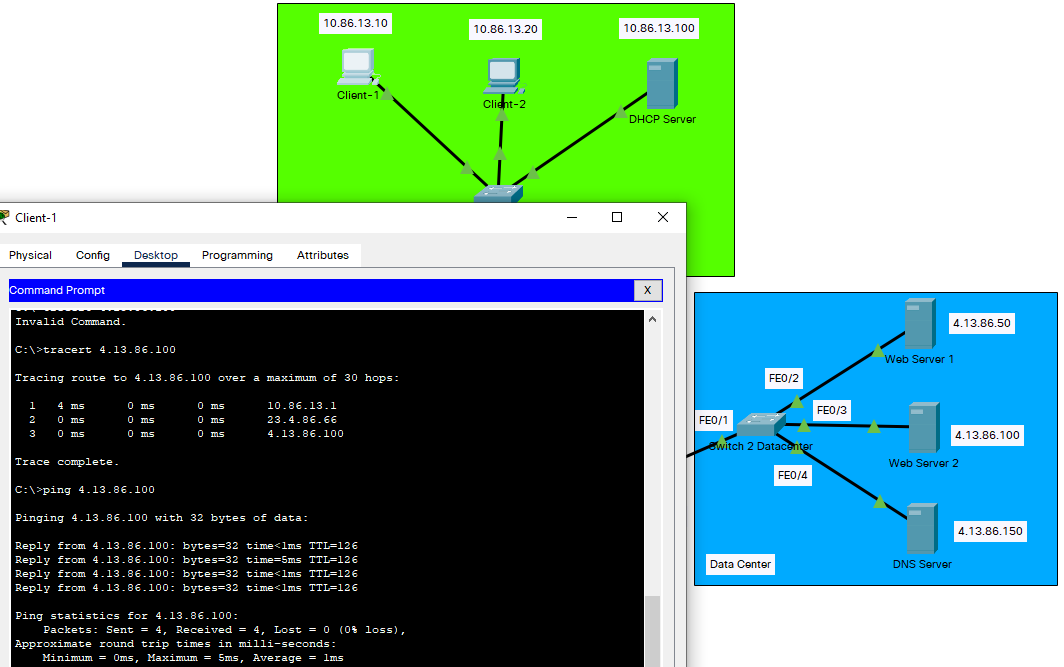 10.86.13.10
10.86.13.20
10.86.13.100
Client-1
Client-2
DHCP Server
Client-1
Physical Config Desktop Programming Attributes
Command Prompt
X
Invalid Command.
C:\>tracert 4.13.86.100
Tracing route to 4.13.86.100 over a maximum of 30 hops:
1 4 ms 0 ms 0 ms 10.86.13.1
2 0 ms 0 ms 0 ms 23.4.86.66
3 0 ms 0 ms 0 ms 4.13.86.100
Trace complete.
C:\>ping 4.13.86.100
Pinging 4.13.86.100 with 32 bytes of data:
Reply from 4.13.86.100: bytes=32 time<1ms TTL=126
Reply from 4.13.86.100: bytes=32 time=5ms TTL=126
Reply from 4.13.86.100: bytes=32 time<1ms TTL=126
Reply from 4.13.86.100: bytes=32 time<1ms TTL=126
Ping statistics for 4.13.86.100:
Packets: Sent = 4, Received = 4, Lost = 0 (0% loss),
Approximate round trip times in milli-seconds:
Minimum = 0ms, Maximum = 5ms, Average = 1ms
4.13.86.50
Web Server 1
FE0/2
FE0/3
FE0/1
Switch 2 Datacenter
4.13.86.100
Web Server 2
FE0/4
4.13.86.150
DNS Server
Data Center